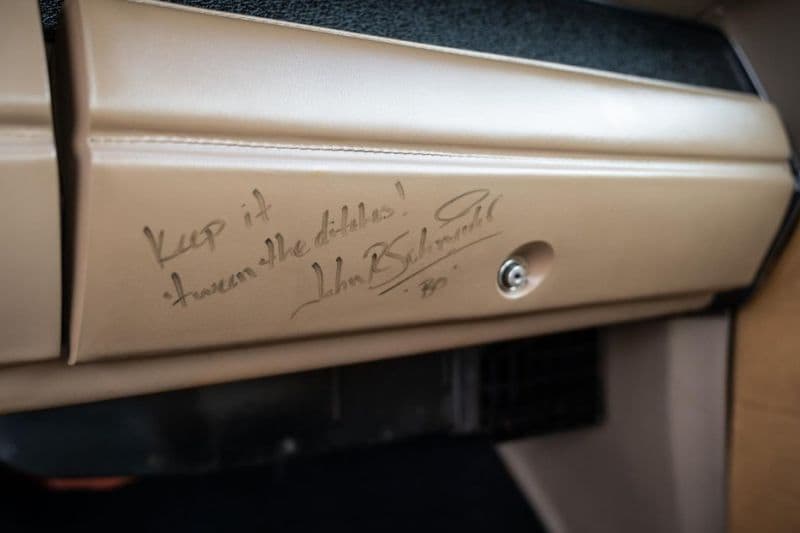 Keep it
'tween the ditches!
John Schneider
"BO"